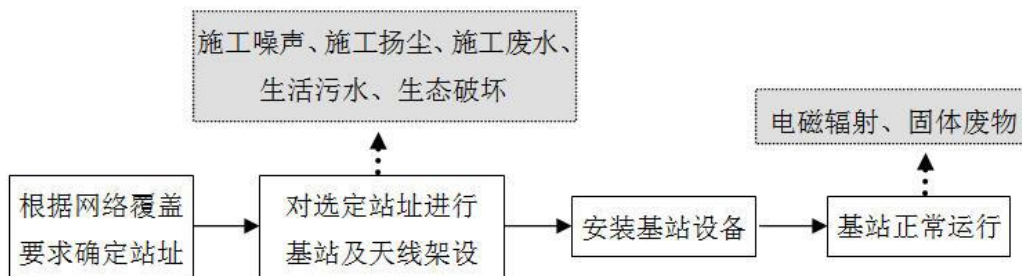 施工噪声、施工扬尘、施工废水、
生活污水、生态破坏
电磁辐射、固体废物
根据网络覆盖
要求确定站址
对选定站址进行
基站及天线架设
安装基站设备
基站正常运行